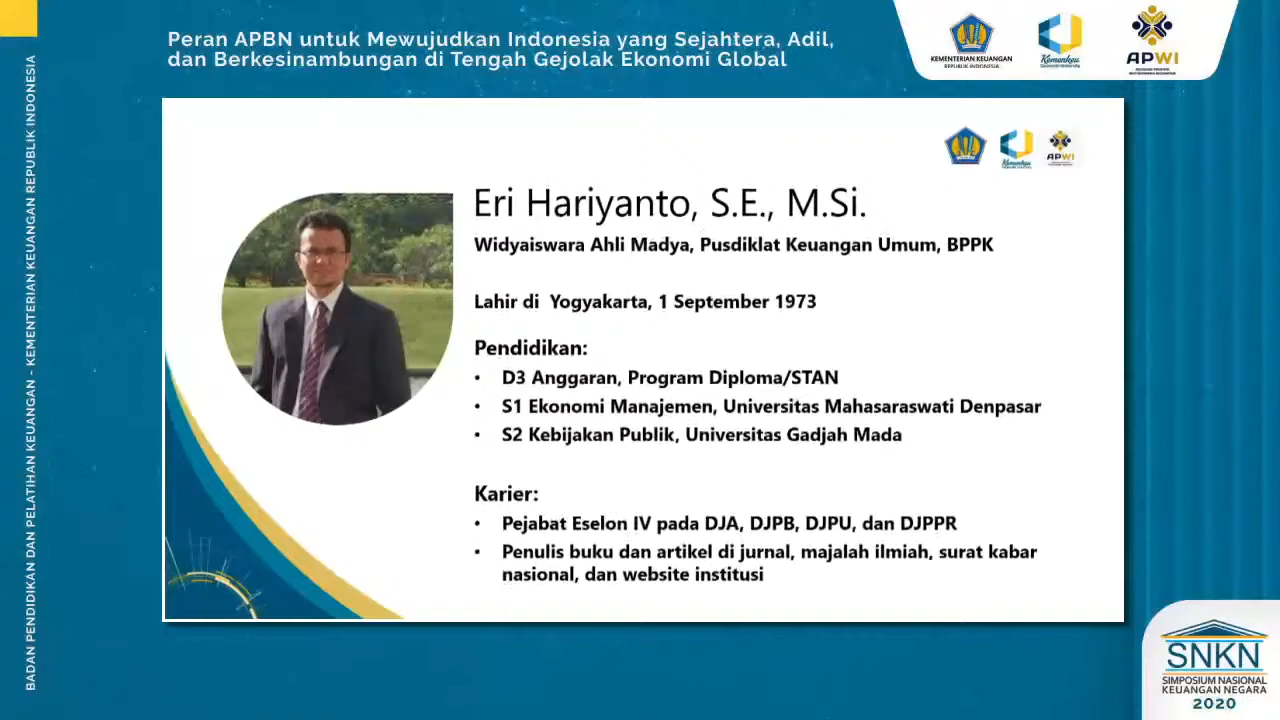 Peran APBN untuk Mewujudkan Indonesia yang Sejahtera, Adil,
dan Berkesinambungan di Tengah Gejolak Ekonomi Global
KEMENTERIAN KEUANGAN
REPUBLIK INDONESIA
Kemenkeu
APWI
BADAN PENDIDIKAN DAN PELATIHAN KEUANGAN - KEMENTERIAN KEUANGAN REPUBLIK INDONESIA
Kemenkeu
APWI
Eri Hariyanto, S.E., M.Si.
Widyaiswara Ahli Madya, Pusdiklat Keuangan Umum, BPPK
Lahir di  Yogyakarta, 1 September 1973
Pendidikan:
• D3 Anggaran, Program Diploma/STAN
• S1 Ekonomi Manajemen, Universitas Mahasaraswati Denpasar
• S2 Kebijakan Publik, Universitas Gadjah Mada
Karier:
• Pejabat Eselon IV pada DJA, DJPB, DJPU, dan DJPPR
• Penulis buku dan artikel di jurnal, majalah ilmiah, surat kabar
nasional, dan website institusi
SNKN
SIMPOSIUM NASIONAL
KEUANGAN NEGARA
2020